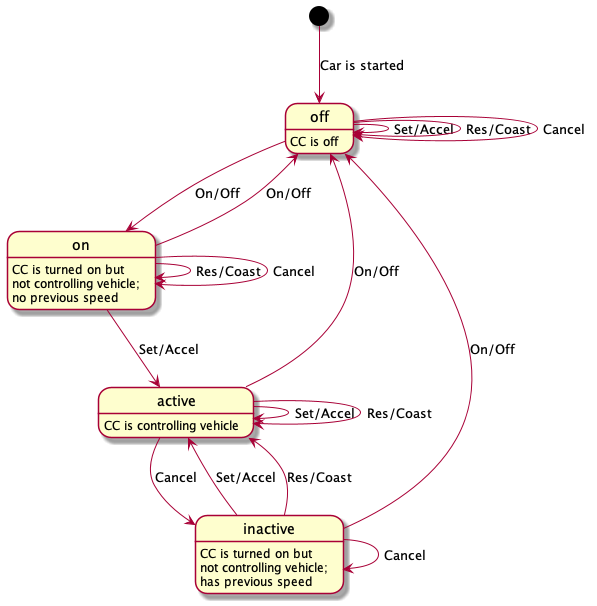 Car is started
off
CC is off
Set/Accel
Res/Coast
Cancel
On/Off
On/Off
on
CC is turned on but
not controlling vehicle;
no previous speed
Res/Coast
Cancel
On/Off
On/Off
Set/Accel
active
CC is controlling vehicle
Set/Accel
Res/Coast
Cancel
Set/Accel
Res/Coast
inactive
CC is turned on but
not controlling vehicle;
has previous speed
Cancel